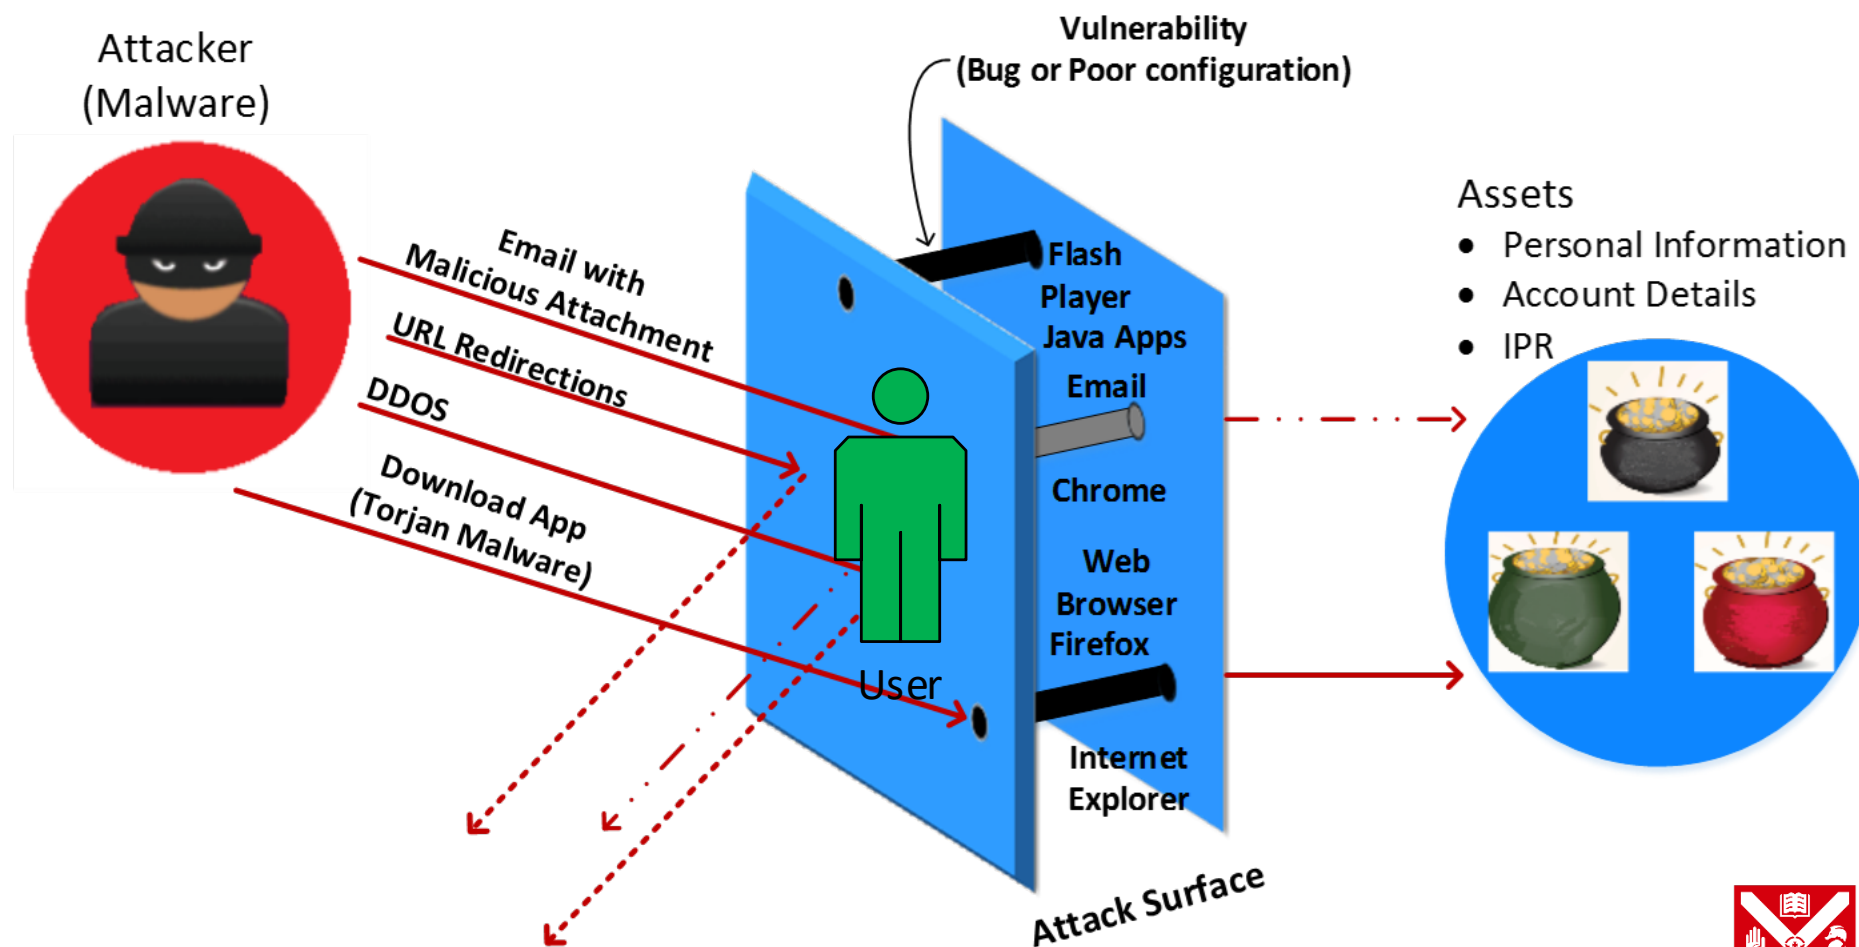 Attacker
(Malware)
Email with
Malicious Attachment
URL Redirections
DDOS
Download App
(Torjan Malware)
Vulnerability
(Bug or Poor configuration)
Flash
Player
Java Apps
Email
Chrome
Web
Browser
Firefox
Internet
Explorer
User
Attack Surface
Assets
• Personal Information
• Account Details
• IPR